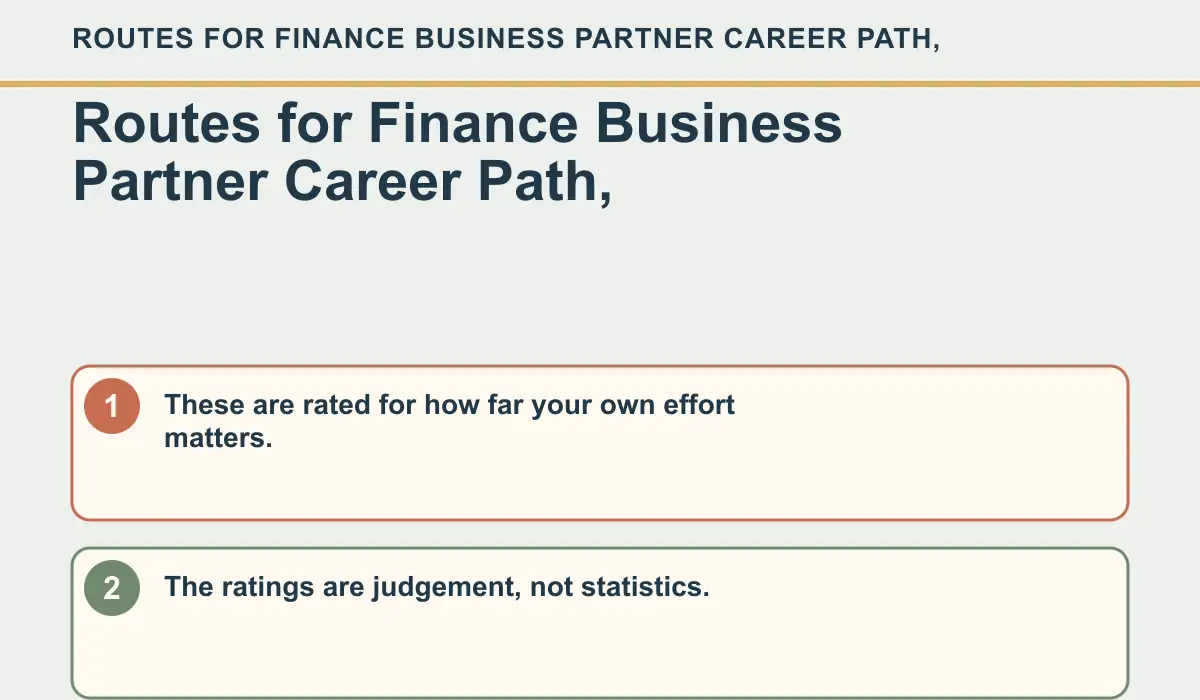 ROUTES FOR FINANCE BUSINESS PARTNER CAREER PATH,
Routes for Finance Business
Partner Career Path,
1
These are rated for how far your own effort
matters.
2
The ratings are judgement, not statistics.